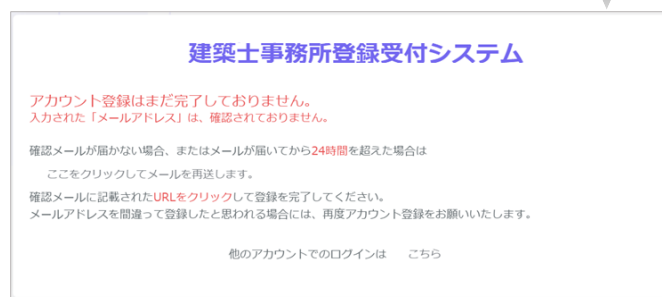 建築士事務所登録受付システム
アカウント登録はまだ完了しておりません。
入力された「メールアドレス」は、確認されておりません。
確認メールが届かない場合、またはメールが届いてから24時間を超えた場合は
ここをクリックしてメールを再送します。
確認メールに記載されたURLをクリックして登録を完了してください。
メールアドレスを間違って登録したと思われる場合には、再度アカウント登録をお願いいたします。
他のアカウントでのログインは　こちら